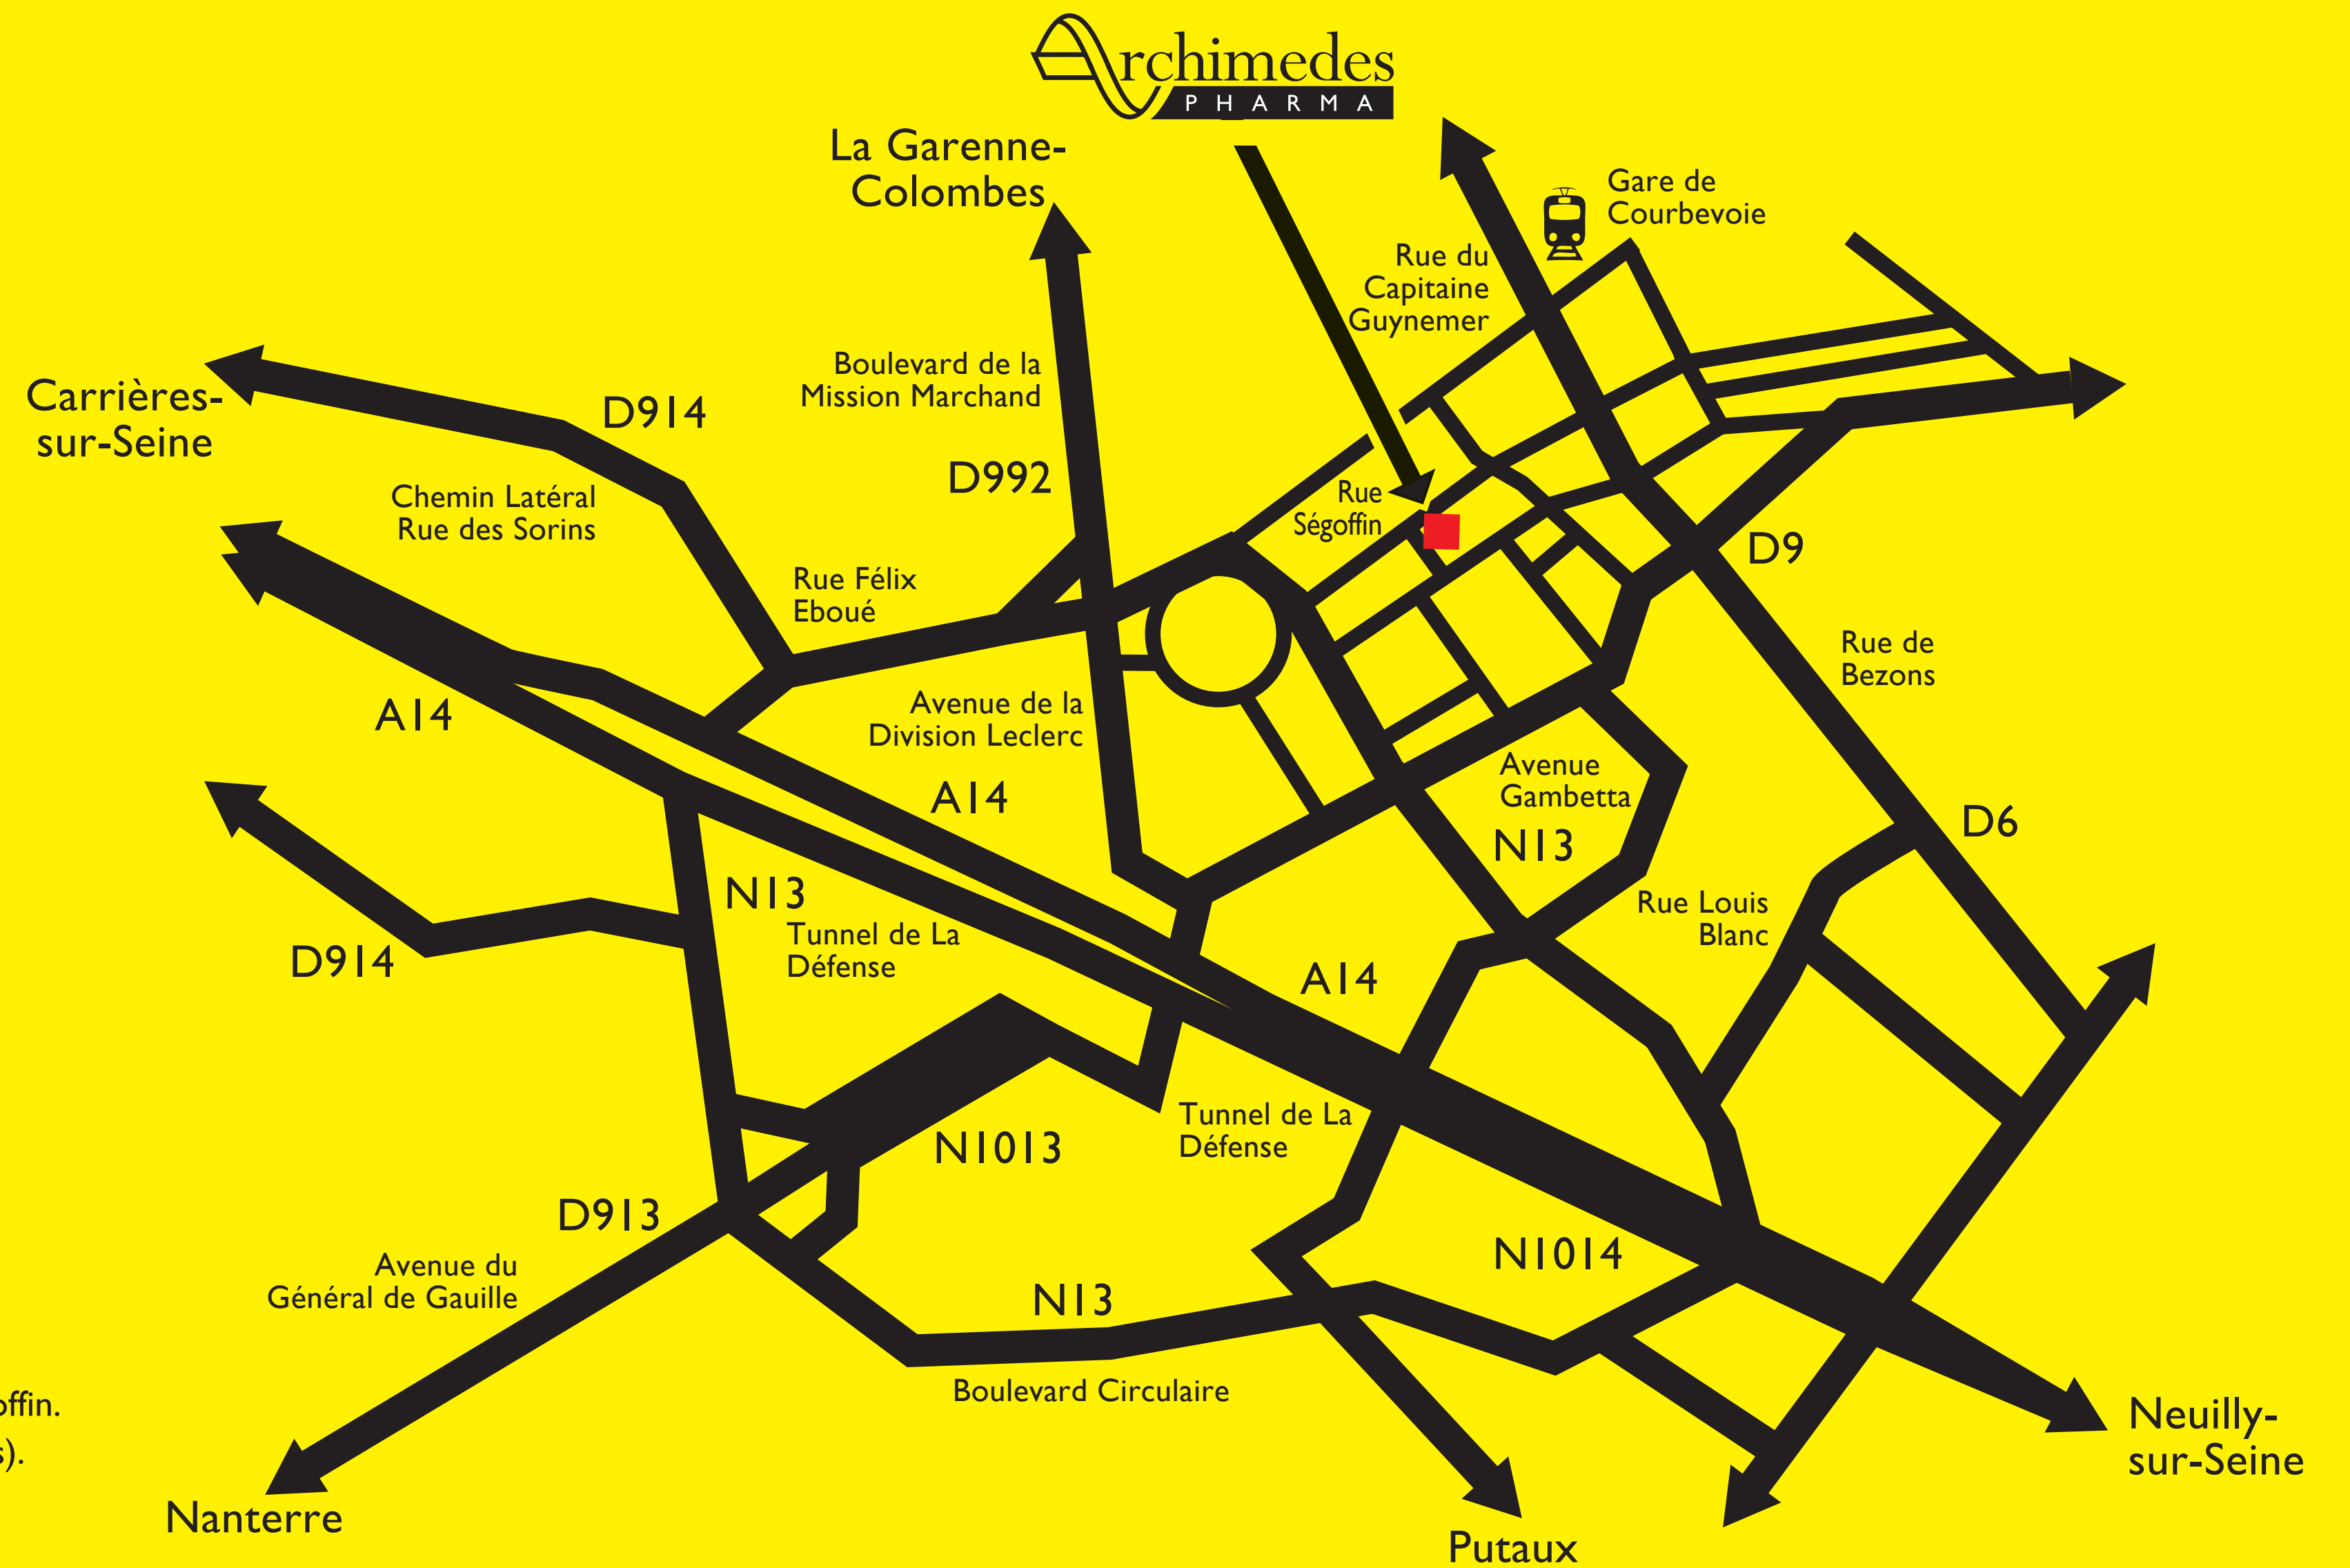 Archimedes
PHARMA
La Garenne-
Colombes
Gare de
Courbevoie
Rue du
Capitaine
Guynemer
Boulevard de la
Mission Marchand
Carrières-
sur-Seine
D914
D992
Chemin Latéral
Rue des Sorins
Rue
Ségoffin
D9
Rue Félix
Eboué
Rue de
Bezons
A14
Avenue de la
Division Leclerc
A14
Avenue
Gambetta
N13
D6
N13
Rue Louis
Blanc
Tunnel de La
Défense
D914
A14
Tunnel de La
Défense
N1013
D913
N1014
Avenue du
Général de Gauille
N13
Boulevard Circulaire
offin.
s).
Neuilly-
sur-Seine
Nanterre
Putaux